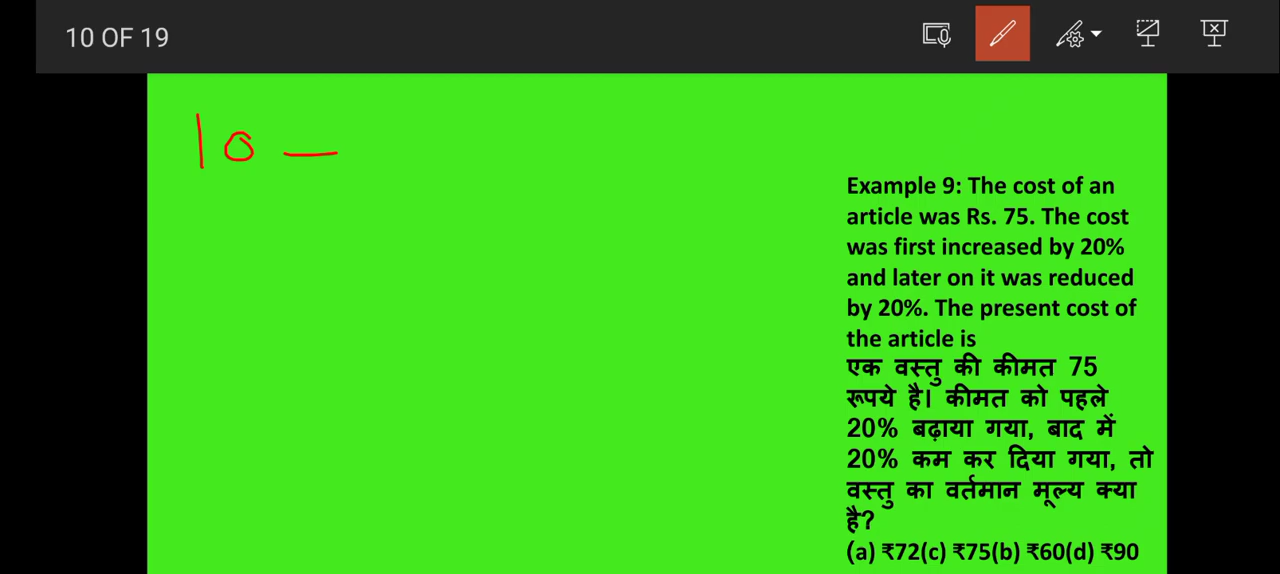 10 OF 19
10 —
Example 9: The cost of an
article was Rs. 75. The cost
was first increased by 20%
and later on it was reduced
by 20%. The present cost of
the article is
एक वस्तु की कीमत 75
रूपये है। कीमत को पहले
20% बढ़ाया गया, बाद में
20% कम कर दिया गया, तो
वस्तु का वर्तमान मूल्य क्या
है?
(a) ₹72(c) ₹75(b) ₹60(d) ₹90